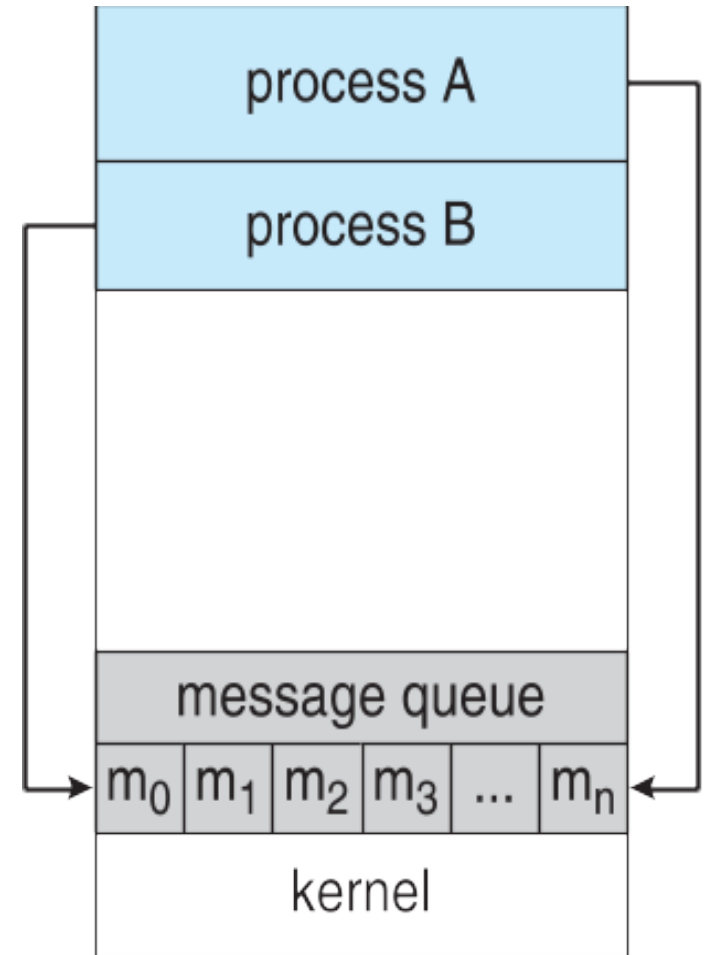 process A
process B
message queue
m₀ m₁ m₂ m₃ ... mₙ
kernel